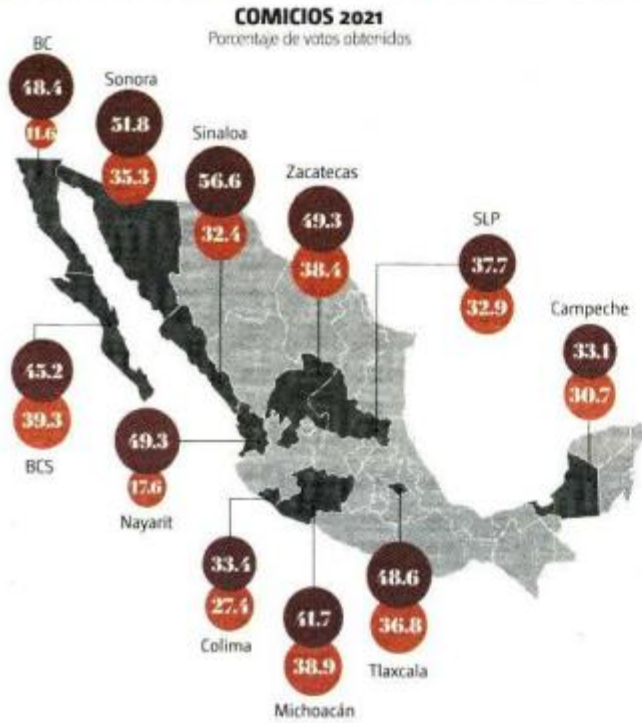 COMICIOS 2021
Porcentaje de votos obtenidos
BC
48.4
11.6
Sonora
51.8
35.3
Sinaloa
56.6
32.4
Zacatecas
49.3
38.4
SLP
37.7
32.9
Campeche
33.1
30.7
45.2
39.3
BCS
49.3
17.6
Nayarit
33.4
27.4
Colima
41.7
38.9
Michoacán
48.6
36.8
Tlaxcala